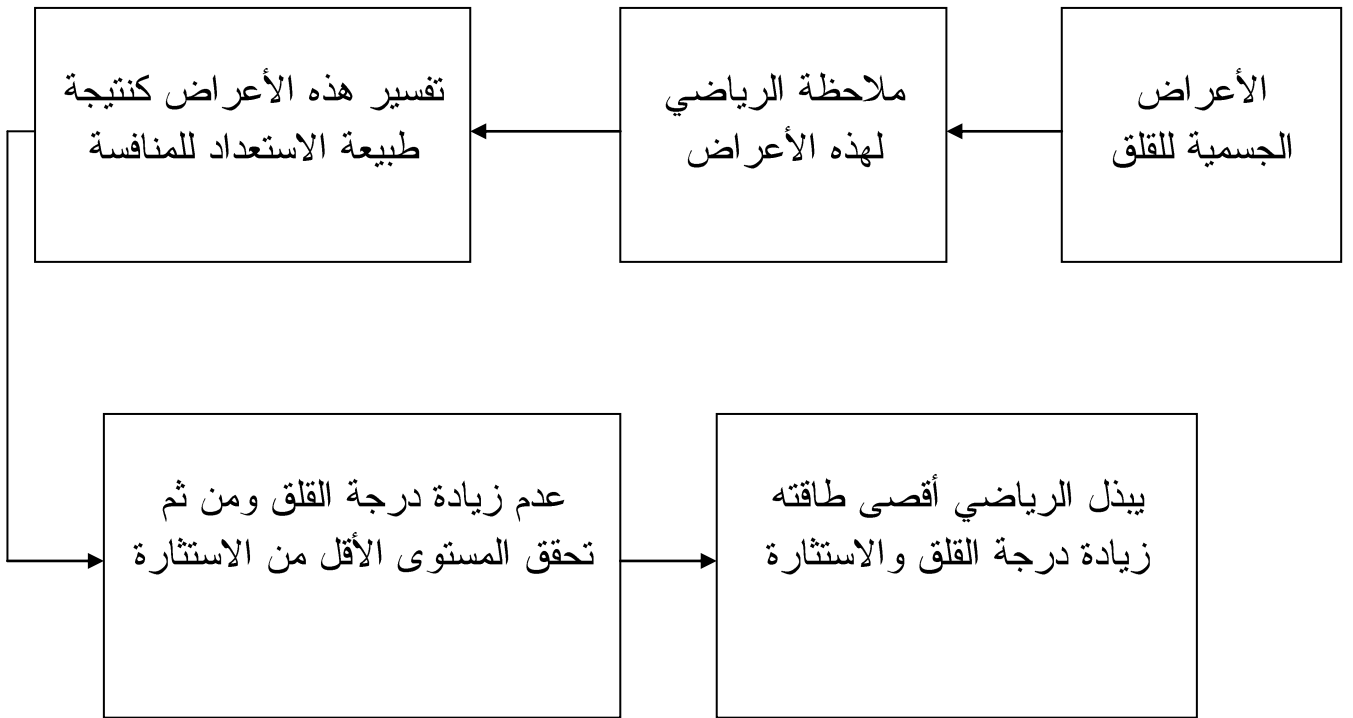 الأعراض
الجسمية للقلق
ملاحظة الرياضي
لهذه الأعراض
تفسير هذه الأعراض كنتيجة
طبيعة الاستعداد للمنافسة
عدم زيادة درجة القلق ومن ثم
تحقق المستوى الأقل من الاستثارة
يبذل الرياضي أقصى طاقته
زيادة درجة القلق والاستثارة